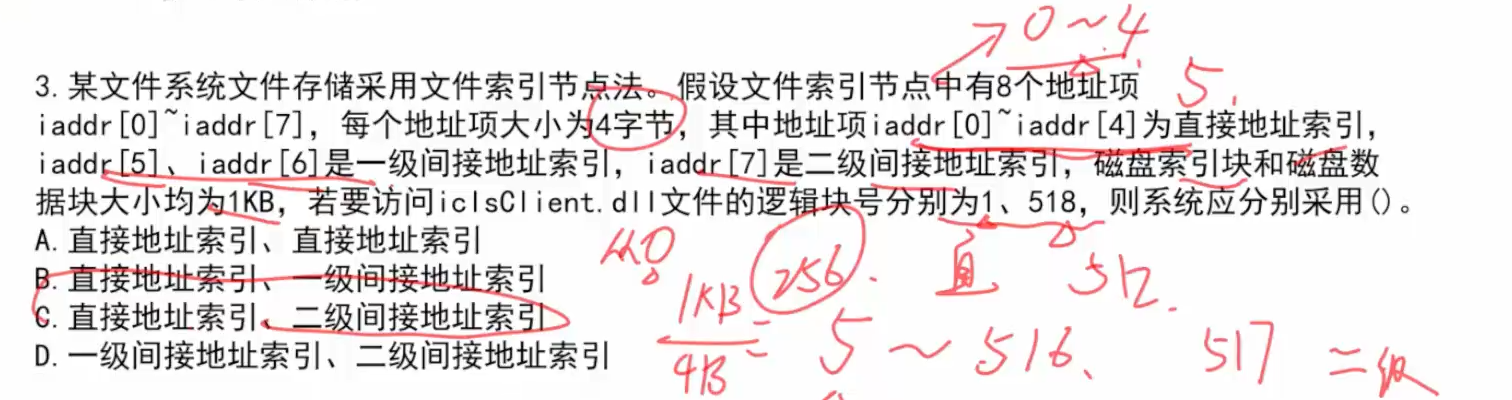 0~4
3.某文件系统文件存储采用文件索引节点法。假设文件索引节点中有8个地址项
5.
iaddr[0]~iaddr[7]，每个地址项大小为4字节，其中地址项iaddr[0]~iaddr[4]为直接地址索引，
iaddr[5]、iaddr[6]是一级间接地址索引，iaddr[7]是二级间接地址索引，磁盘索引块和磁盘数
据块大小均为1KB，若要访问iclsClient.dll文件的逻辑块号分别为1、518，则系统应分别采用()。
A.直接地址索引、直接地址索引
B.直接地址索引、一级间接地址索引
256. 直 512.
C.直接地址索引、二级间接地址索引
1KB
4B
= 5~516、 517 二级
D.一级间接地址索引、二级间接地址索引